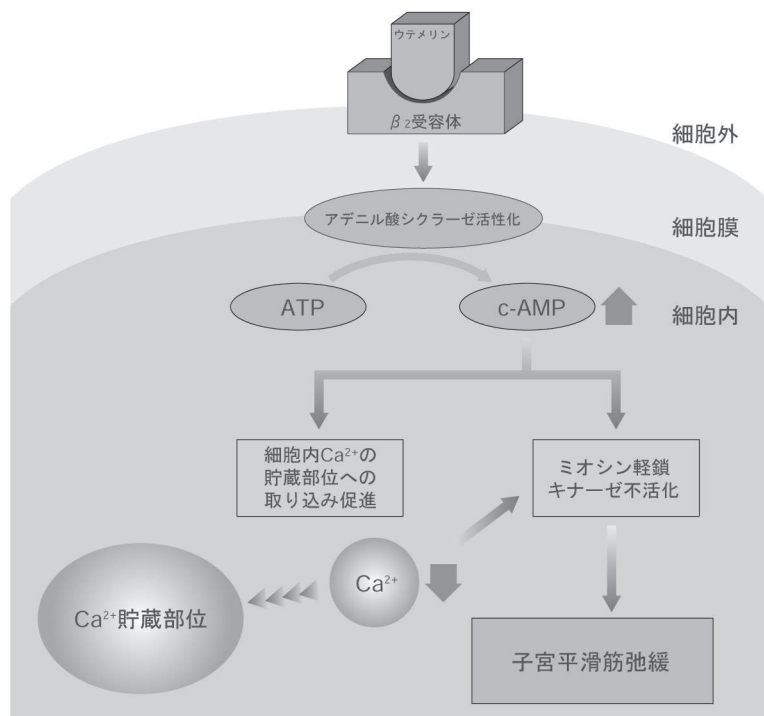 ウテメリン
β₂受容体
細胞外
アデニル酸シクラーゼ活性化
細胞膜
ATP
c-AMP
細胞内
細胞内Ca²⁺の
貯蔵部位への
取り込み促進
ミオシン軽鎖
キナーゼ不活化
Ca²⁺
Ca²⁺貯蔵部位
子宮平滑筋弛緩